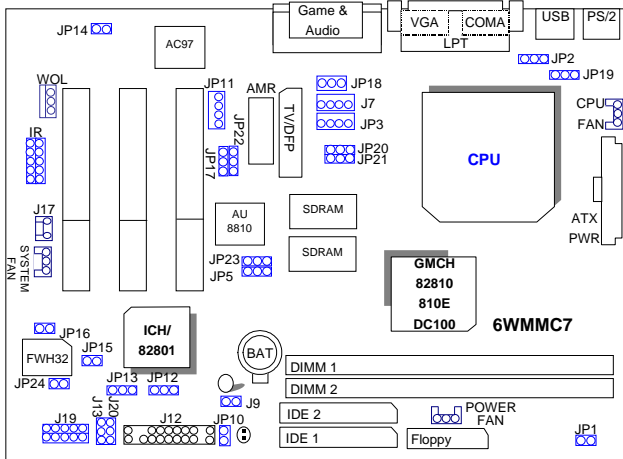 Game &
Audio
VGA
COMA
LPT
USB
PS/2
JP14
AC97
JP2
JP19
WOL
JP11
AMR
TV/DFP
JP18
J7
JP3
CPU
FAN
IR
JP22
JP17
JP20
JP21
CPU
J17
AU
8810
SDRAM
ATX
PWR
SYSTEM
FAN
SDRAM
JP23
JP5
GMCH
82810
810E
DC100
6WMMC7
ICH/
82801
JP16
FWH32
JP15
BAT
DIMM 1
JP24
JP13
JP12
DIMM 2
J9
J19
J13
J20
J12
JP10
IDE 2
POWER
FAN
IDE 1
Floppy
JP1